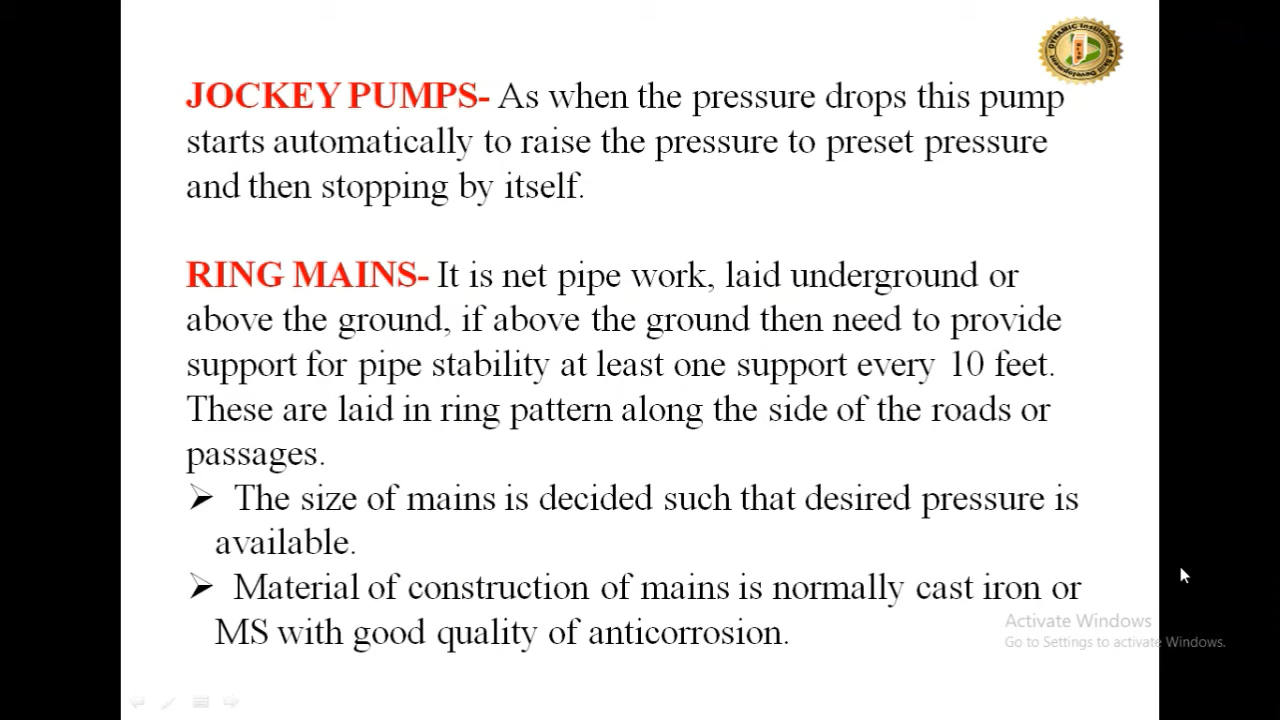 DYNAMIC Institution of Skill Development
JOCKEY PUMPS- As when the pressure drops this pump
starts automatically to raise the pressure to preset pressure
and then stopping by itself.
RING MAINS- It is net pipe work, laid underground or
above the ground, if above the ground then need to provide
support for pipe stability at least one support every 10 feet.
These are laid in ring pattern along the side of the roads or
passages.
➢ The size of mains is decided such that desired pressure is
available.
➢ Material of construction of mains is normally cast iron or
MS with good quality of anticorrosion.
Activate Windows
Go to Settings to activate Windows.